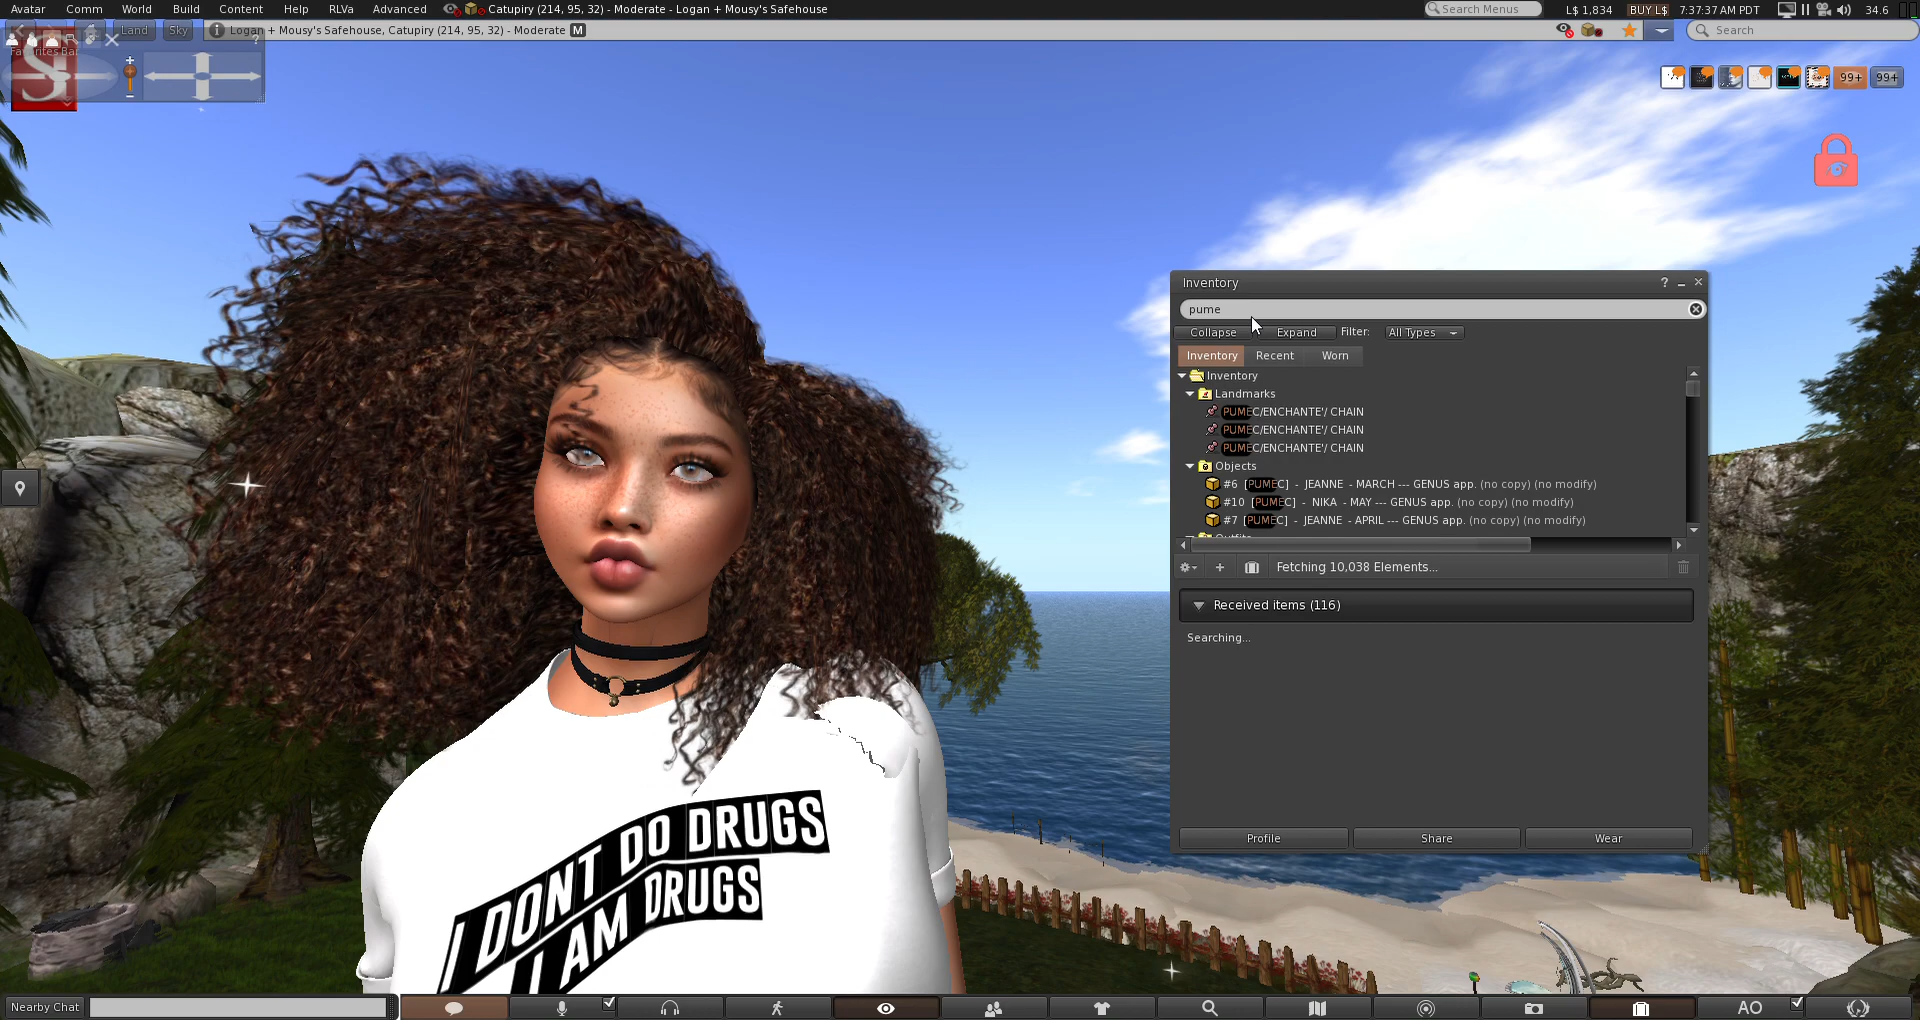 Avatar Comm World Build Content Help RLVa Advanced Catupiry (214, 95, 32) - Moderate - Logan + Mousy's Safehouse Search Menus L$ 1,834 BUY L$ 7:37:37 AM PDT 34.6
Land Sky Logan + Mousy's Safehouse, Catupiry (214, 95, 32) - Moderate M Search
Favorites Bar
99+ 99+
Inventory
pume
Collapse Expand Filter: All Types
Inventory Recent Worn
Inventory
Landmarks
PUMEC/ENCHANTE'/ CHAIN
PUMEC/ENCHANTE'/ CHAIN
PUMEC/ENCHANTE'/ CHAIN
Objects
#6 [PUMEC] - JEANNE - MARCH --- GENUS app. (no copy) (no modify)
#10 [PUMEC] - NIKA - MAY --- GENUS app. (no copy) (no modify)
#7 [PUMEC] - JEANNE - APRIL --- GENUS app. (no copy) (no modify)
Outfits
Fetching 10,038 Elements...
Received items (116)
Searching...
Profile Share Wear
I DONT DO DRUGS
I AM DRUGS
Nearby Chat AO